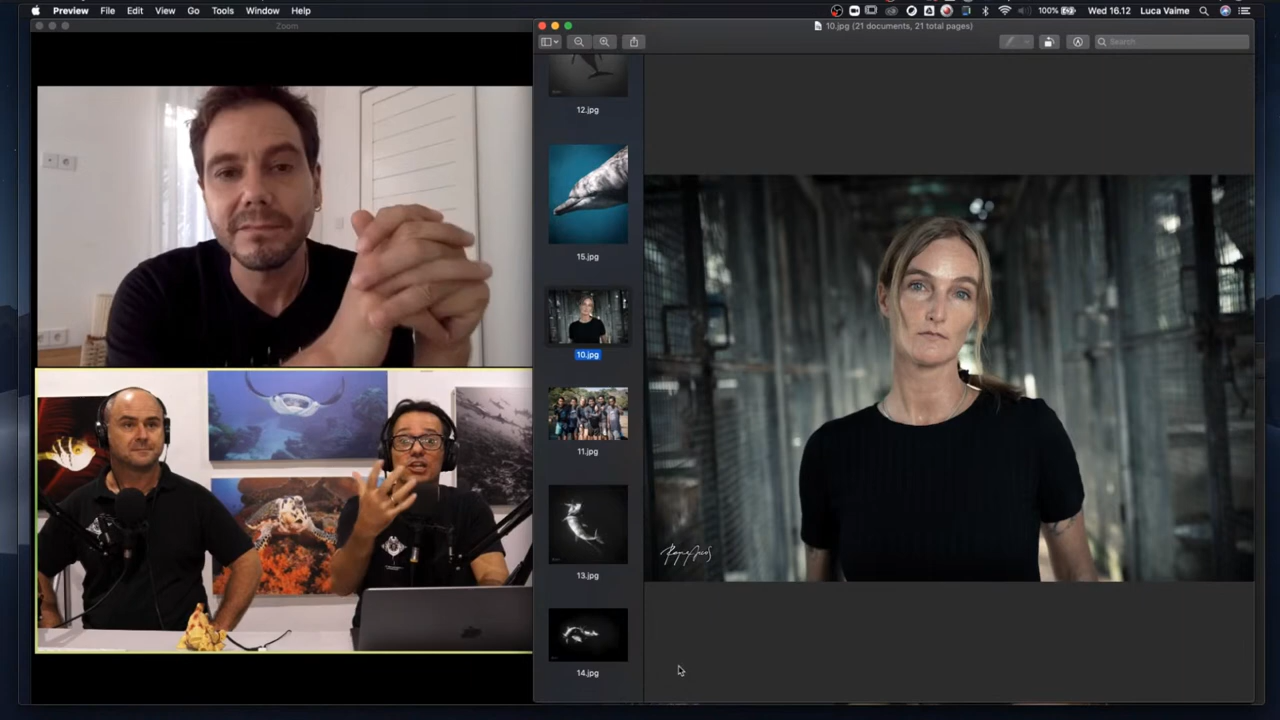 Preview File Edit View Go Tools Window Help
100% Wed 16.12 Luca Vaime
Zoom
10.jpg (21 documents, 21 total pages)
Search
12.jpg
15.jpg
10.jpg
11.jpg
13.jpg
14.jpg